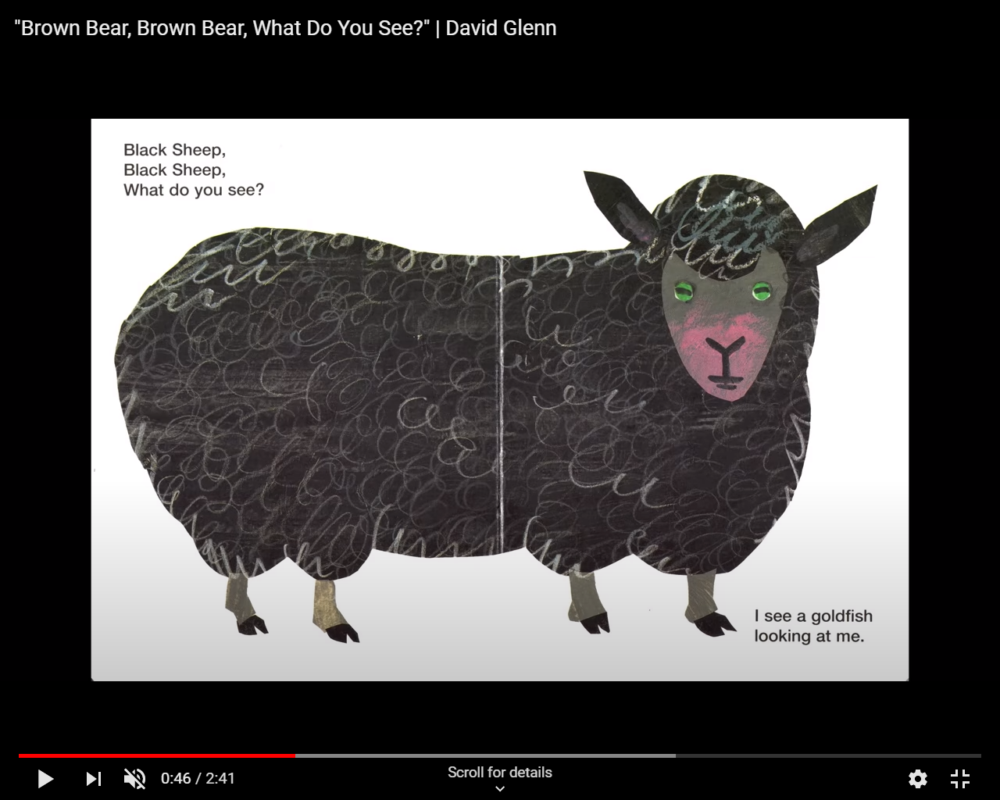 "Brown Bear, Brown Bear, What Do You See?" | David Glenn
Black Sheep,
Black Sheep,
What do you see?
I see a goldfish
looking at me.
0:46 / 2:41
Scroll for details